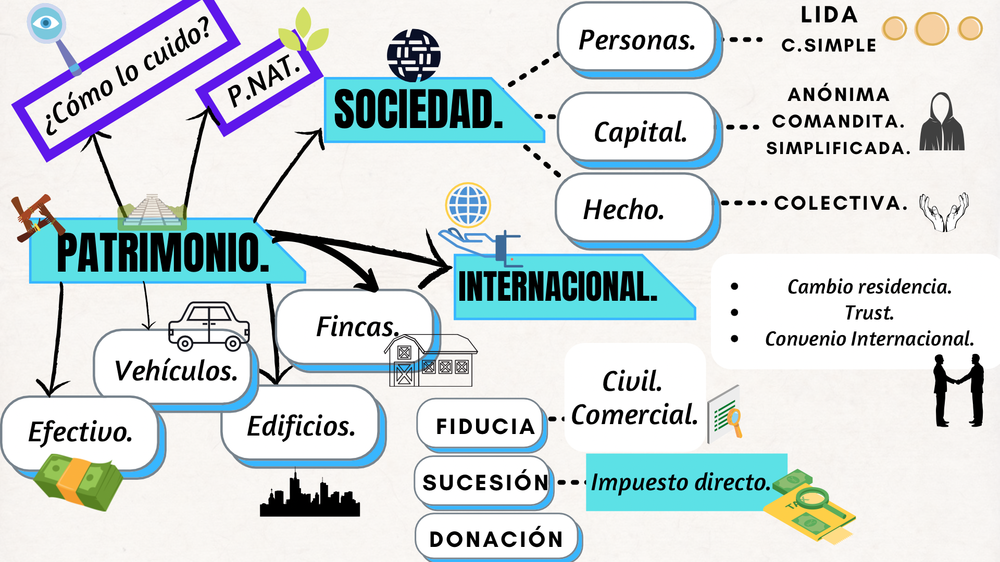 ¿Cómo lo cuido?
P.NAT.
SOCIEDAD.
Personas.
LIDA
C.SIMPLE
Capital.
ANÓNIMA
COMANDITA.
SIMPLIFICADA.
Hecho.
COLECTIVA.
PATRIMONIO.
INTERNACIONAL.
Cambio residencia.
Trust.
Convenio Internacional.
Fincas.
Vehículos.
Efectivo.
Edificios.
FIDUCIA
Civil.
Comercial.
SUCESIÓN
Impuesto directo.
TAX
DONACIÓN